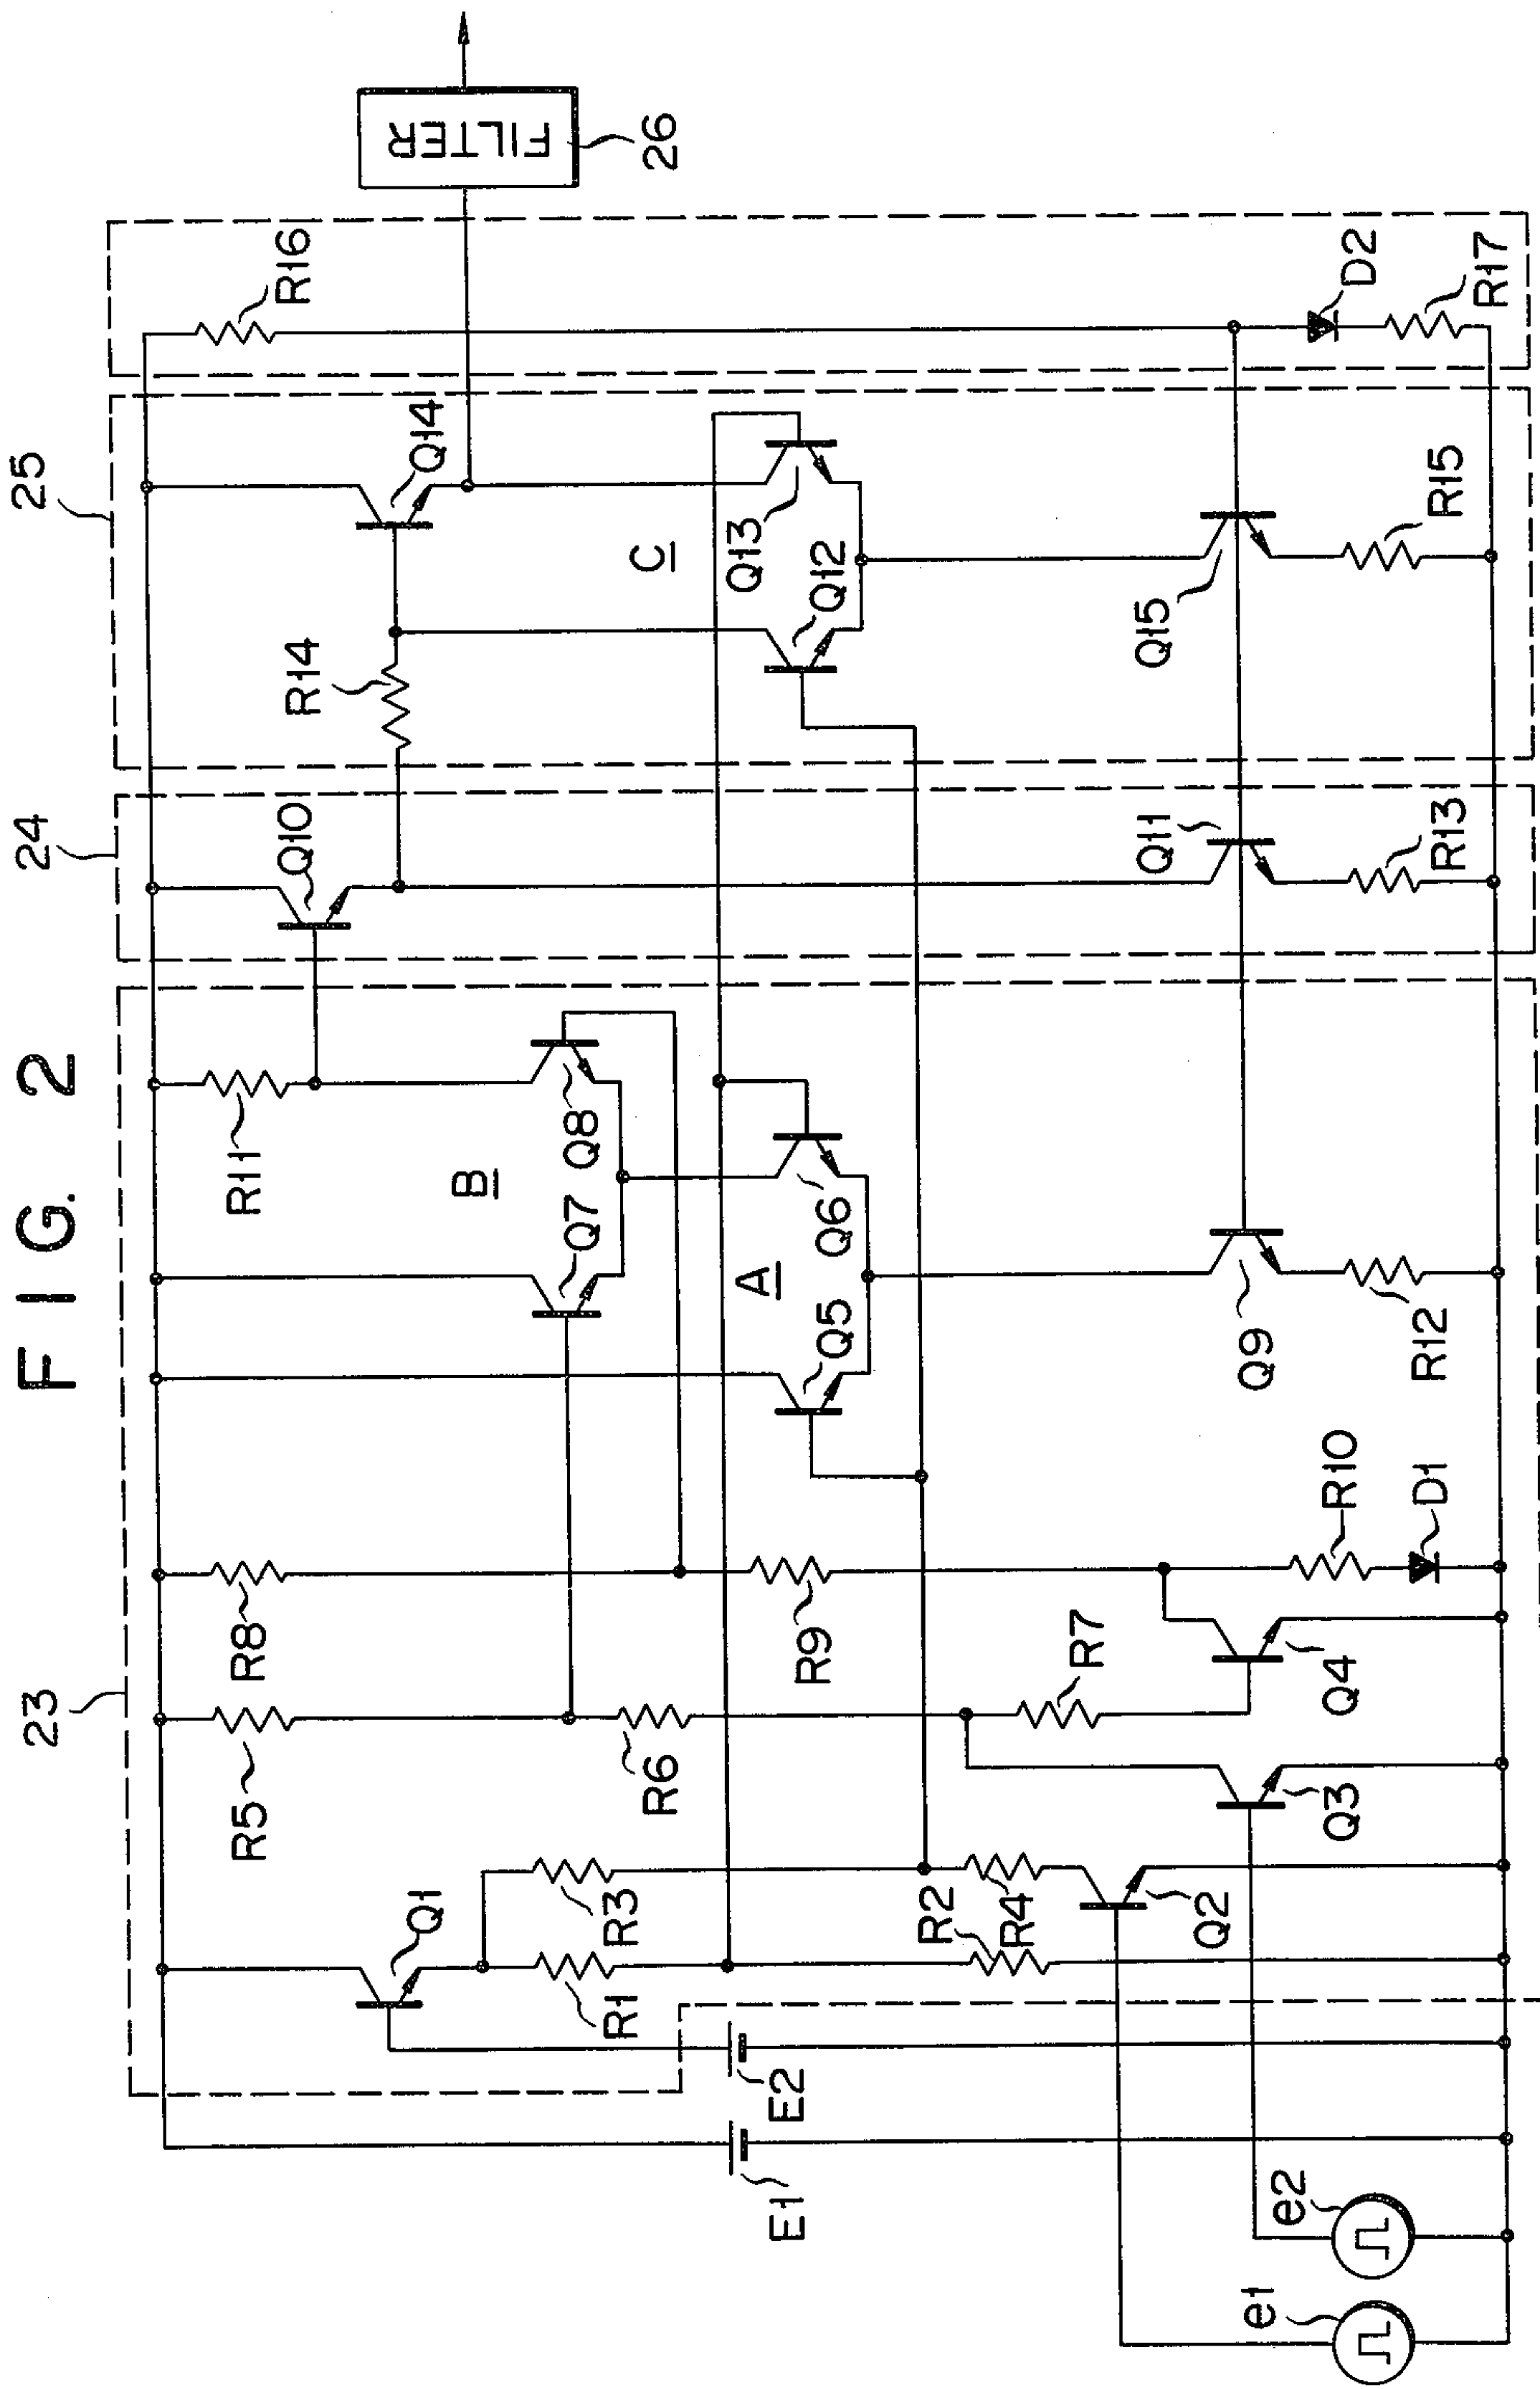 FIG. 2
23
24
25
R16
Q14
FILTER
26
R14
C
Q13
Q12
Q15
R15
D2
R17
Q10
Q11
R13
R11
B
Q8
Q7
A
Q6
Q5
Q9
R12
R8
R9
R10
D1
R5
R6
R7
Q4
Q3
Q1
R3
R1
R2
R4
Q2
E2
E1
e2
e1